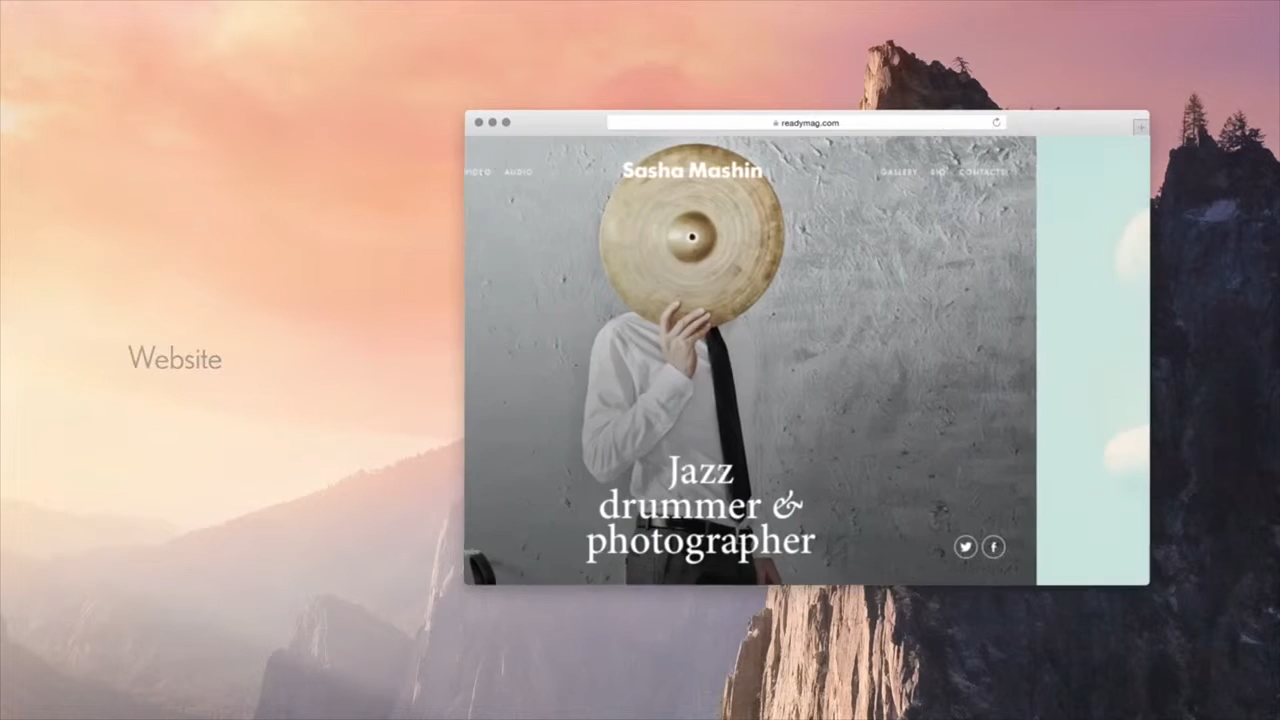 readymag.com
VIDEO AUDIO
Sasha Mashin
GALLERY BIO CONTACTS
Website
Jazz
drummer &
photographer